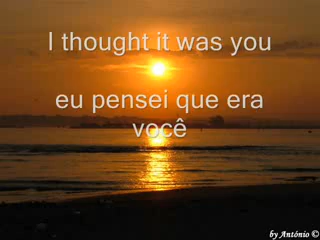 I thought it was you
eu pensei que era
você
by António ©